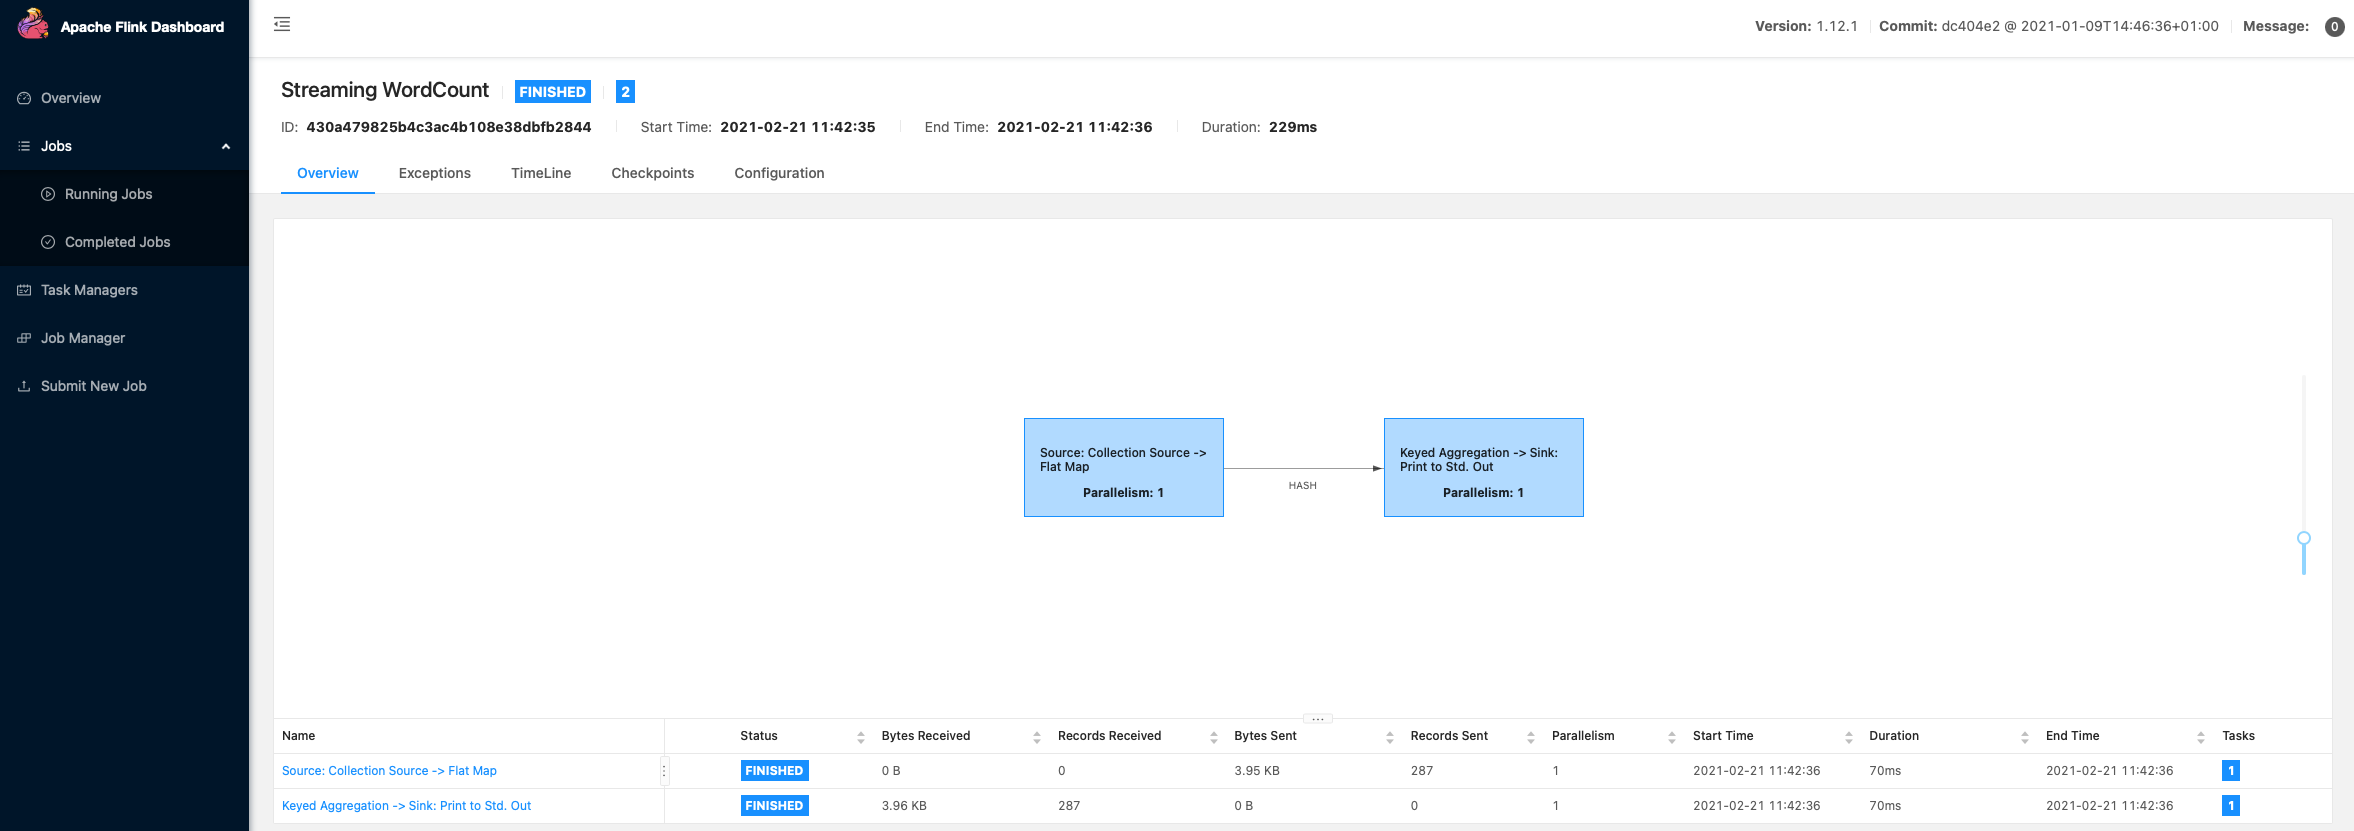 Apache Flink Dashboard
Version: 1.12.1 Commit: dc404e2 @ 2021-01-09T14:46:36+01:00 Message: 0
Overview
Jobs
Running Jobs
Completed Jobs
Task Managers
Job Manager
Submit New Job
Streaming WordCount FINISHED 2
ID: 430a479825b4c3ac4b108e38dbfb2844 Start Time: 2021-02-21 11:42:35 End Time: 2021-02-21 11:42:36 Duration: 229ms
Overview Exceptions TimeLine Checkpoints Configuration
Source: Collection Source ->
Flat Map
Parallelism: 1
HASH
Keyed Aggregation -> Sink:
Print to Std. Out
Parallelism: 1
Name Status Bytes Received Records Received Bytes Sent Records Sent Parallelism Start Time Duration End Time Tasks
Source: Collection Source -> Flat Map FINISHED 0 B 0 3.95 KB 287 1 2021-02-21 11:42:36 70ms 2021-02-21 11:42:36 1
Keyed Aggregation -> Sink: Print to Std. Out FINISHED 3.96 KB 287 0 B 0 1 2021-02-21 11:42:36 70ms 2021-02-21 11:42:36 1